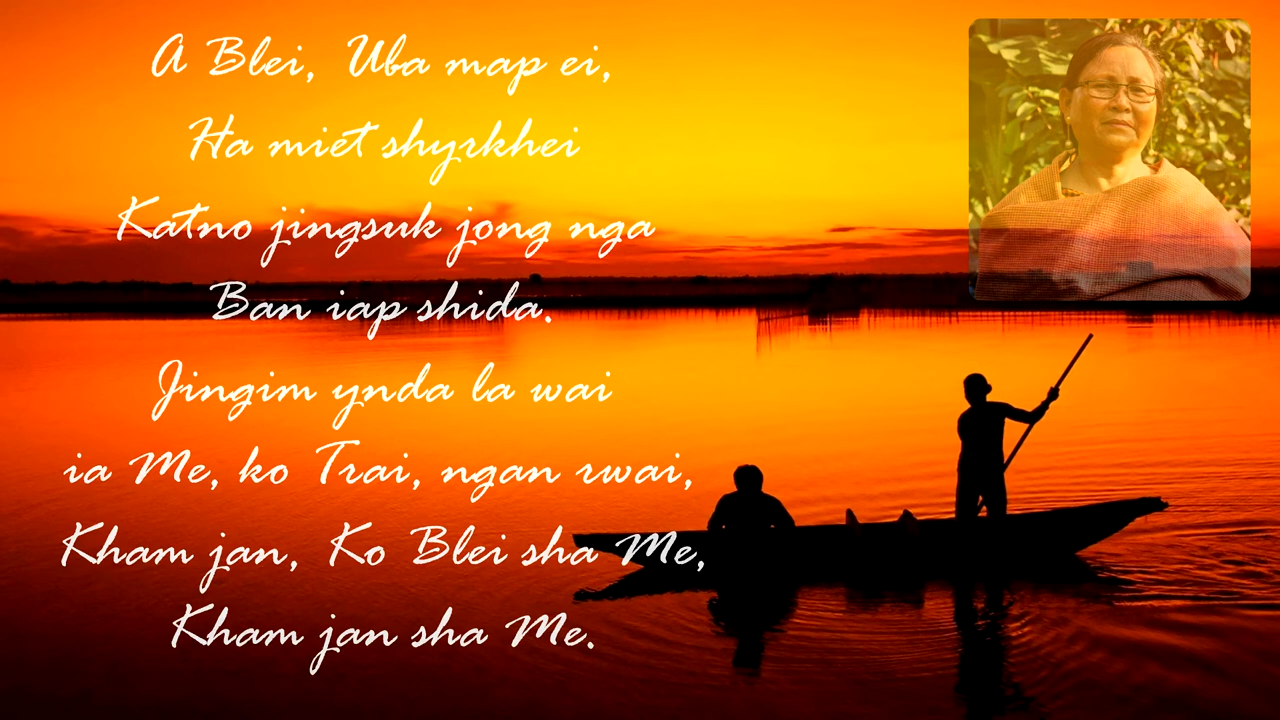 A Blei, Uba map ei,
Ha miet shyrkhei
Katno jingsuk jong nga
Ban iap shida.
Jingim ynda la wai
ia Me, ko Trai, ngan rwai,
Kham jan, Ko Blei sha Me,
Kham jan sha Me.